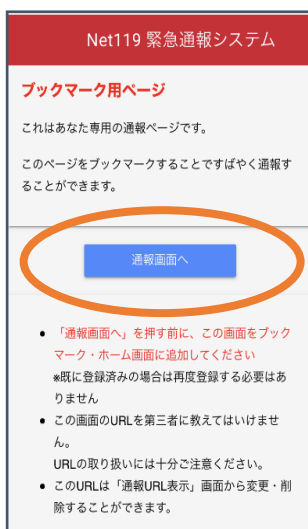 Net119 緊急通報システム
ブックマーク用ページ
これはあなた専用の通報ページです。
このページをブックマークすることですばやく通報す
ることができます。
通報画面へ
● 「通報画面へ」を押す前に、この画面をブック
マーク・ホーム画面に追加してください
※既に登録済みの場合は再度登録する必要はあ
りません
● この画面のURLを第三者に教えてはいけませ
ん。
URLの取り扱いには十分ご注意ください。
● このURLは「通報URL表示」画面から変更・削
除することができます。